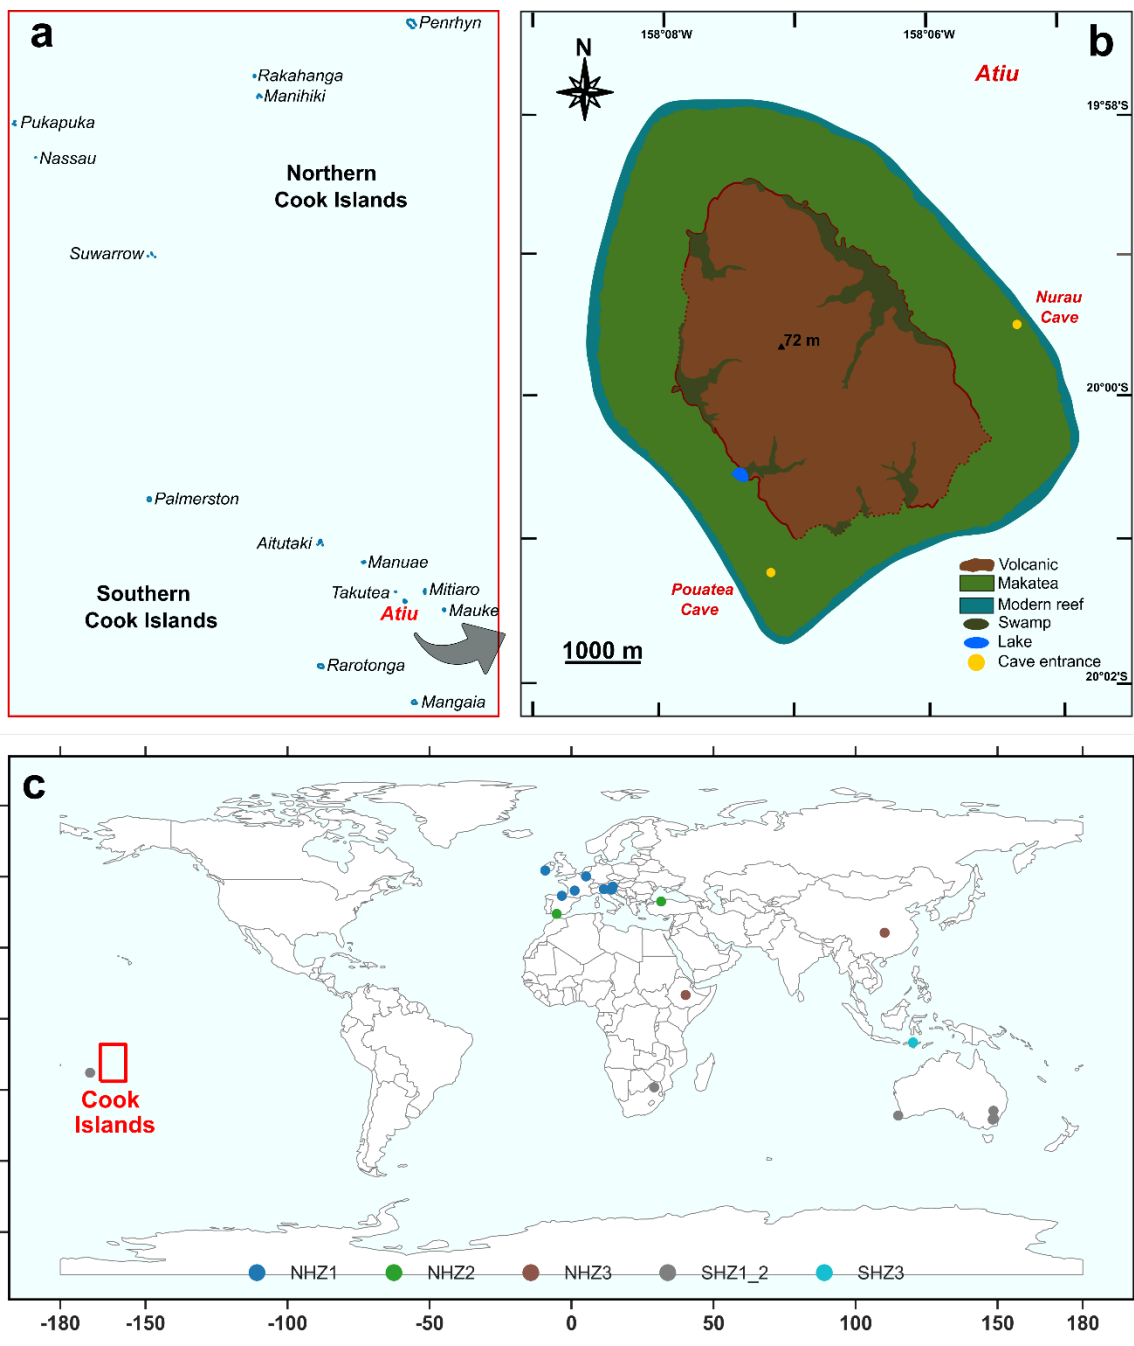 a
Penrhyn
Rakahanga
Manihiki
Pukapuka
Nassau
Northern
Cook Islands
Suwarrow
Palmerston
Aitutaki
Manuae
Takutea
Mitiaro
Atiu
Mauke
Southern
Cook Islands
Rarotonga
Mangaia
b
158°08'W
158°06'W
N
Atiu
19°58'S
Nurau
Cave
72 m
20°00'S
Pouatea
Cave
1000 m
Volcanic
Makatea
Modern reef
Swamp
Lake
Cave entrance
20°02'S
c
Cook
Islands
NHZ1
NHZ2
NHZ3
SHZ1_2
SHZ3
-180
-150
-100
-50
0
50
100
150
180